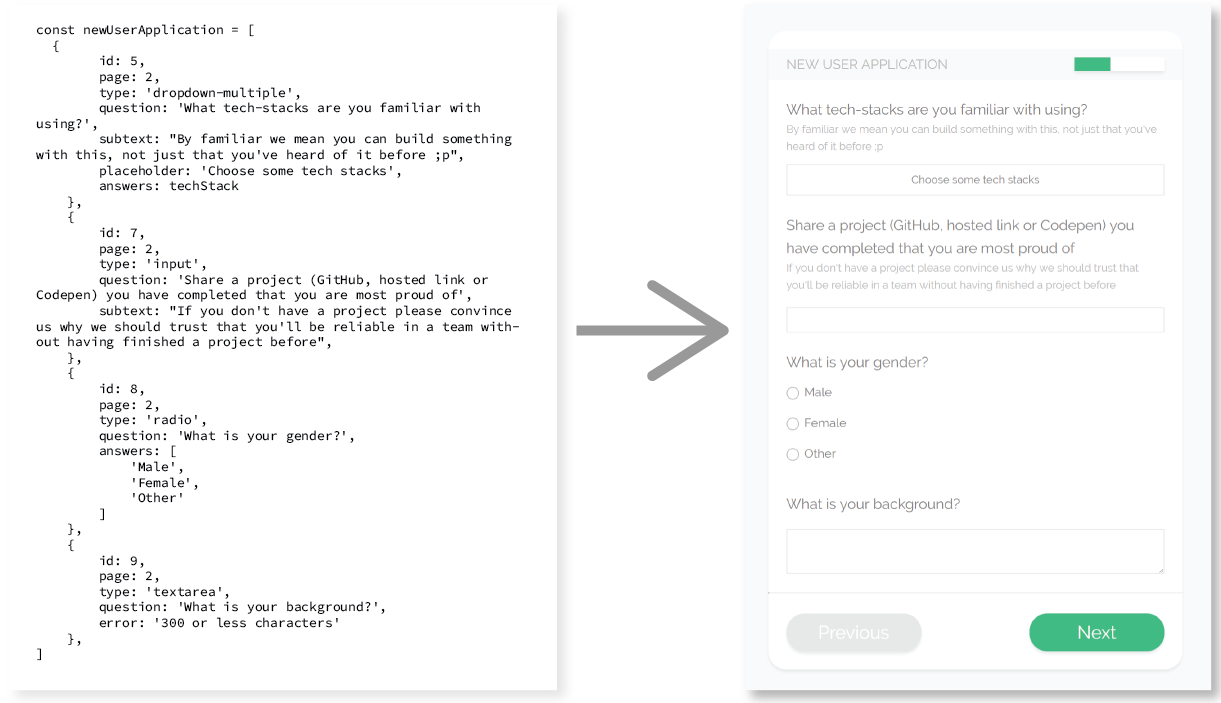 const newUserApplication = [
{
id: 5,
page: 2,
type: 'dropdown-multiple',
question: 'What tech-stacks are you familiar with
using?',
subtext: "By familiar we mean you can build something
with this, not just that you've heard of it before ;p",
placeholder: 'Choose some tech stacks',
answers: techStack
},
{
id: 7,
page: 2,
type: 'input',
question: 'Share a project (GitHub, hosted link or
Codepen) you have completed that you are most proud of',
subtext: "If you don't have a project please convince
us why we should trust that you'll be reliable in a team with-
out having finished a project before",
},
{
id: 8,
page: 2,
type: 'radio',
question: 'What is your gender?',
answers: [
'Male',
'Female',
'Other'
]
},
{
id: 9,
page: 2,
type: 'textarea',
question: 'What is your background?',
error: '300 or less characters'
},
]
NEW USER APPLICATION
What tech-stacks are you familiar with using?
By familiar we mean you can build something with this, not just that you've
heard of it before ;p
Choose some tech stacks
Share a project (GitHub, hosted link or Codepen) you
have completed that you are most proud of
If you don't have a project please convince us why we should trust that
you'll be reliable in a team without having finished a project before
What is your gender?
Male
Female
Other
What is your background?
Previous
Next